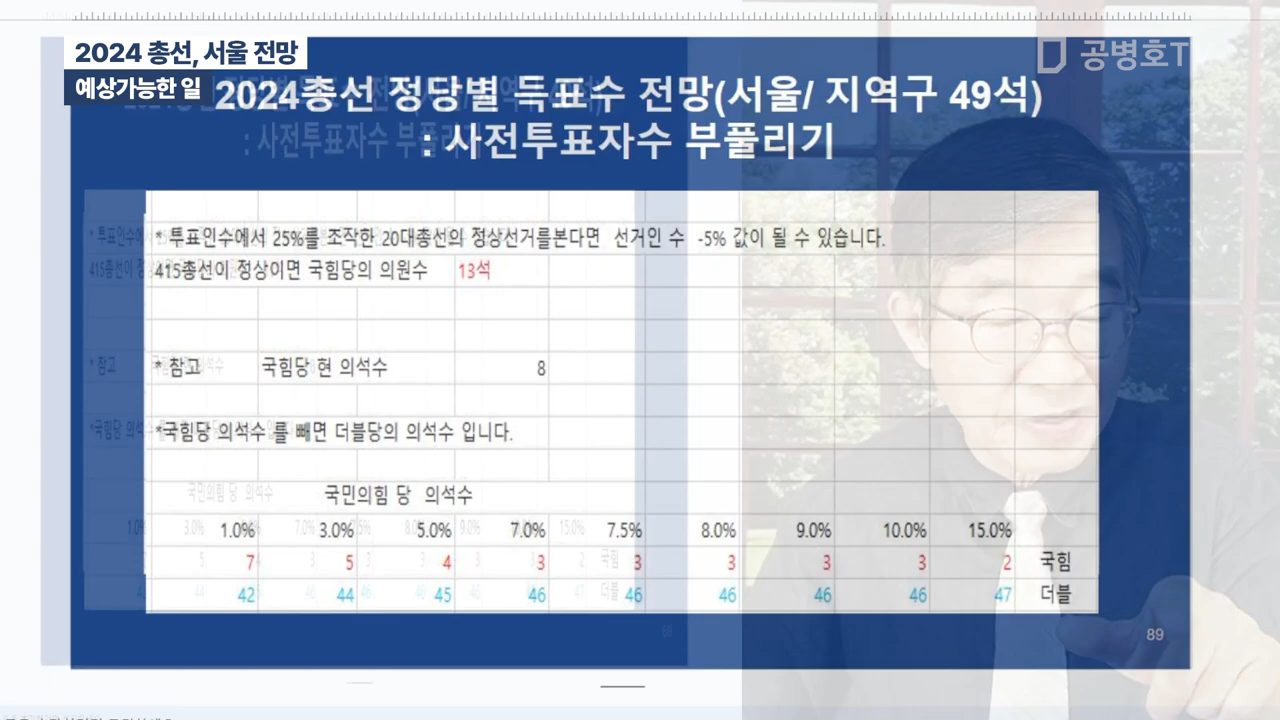 2024 총선, 서울 전망
예상가능한 일
공병호T
2024총선 정당별 득표수 전망(서울/ 지역구 49석)
: 사전투표자수 부풀리기
* 투표인수에서 25%를 조작한 20대총선의 정상선거를본다면 선거인 수 -5% 값이 될 수 있습니다.
415총선이 정상이면 국힘당의 의원수 13석
* 참고 국힘당 현 의석수 8
*국힘당 의석수 를 빼면 더블당의 의석수 입니다.
국민의힘 당 의석수
1.0% 3.0% 5.0% 7.0% 7.5% 8.0% 9.0% 10.0% 15.0%
7 5 4 3 3 3 3 3 2 국힘
42 44 45 46 46 46 46 46 47 더블
89